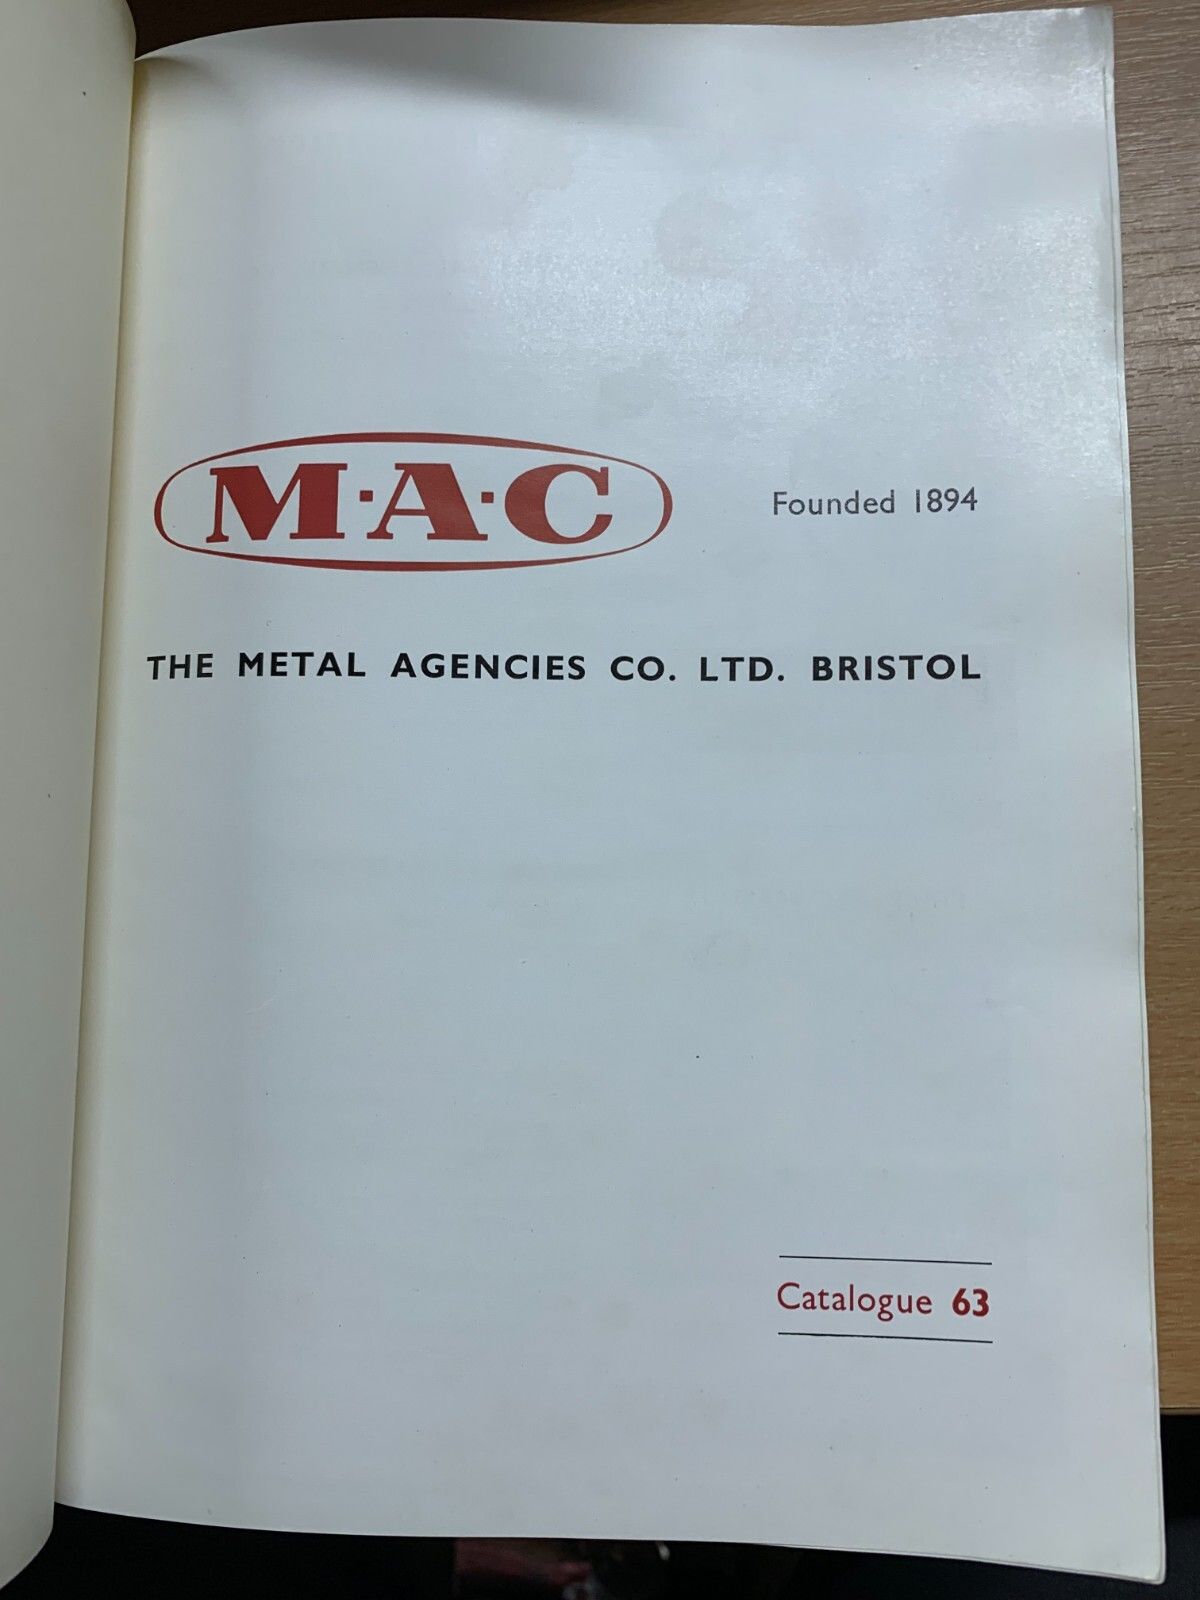 M·A·C
Founded 1894
THE METAL AGENCIES CO. LTD. BRISTOL
Catalogue 63